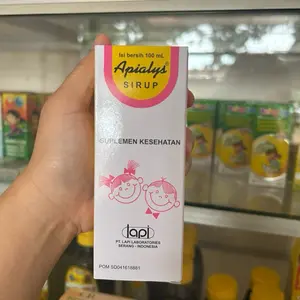 Isi bersih 100 mL
Apialys®
SIRUP
SUPLEMEN KESEHATAN
lapi
PT. LAPI LABORATORIES
SERANG - INDONESIA